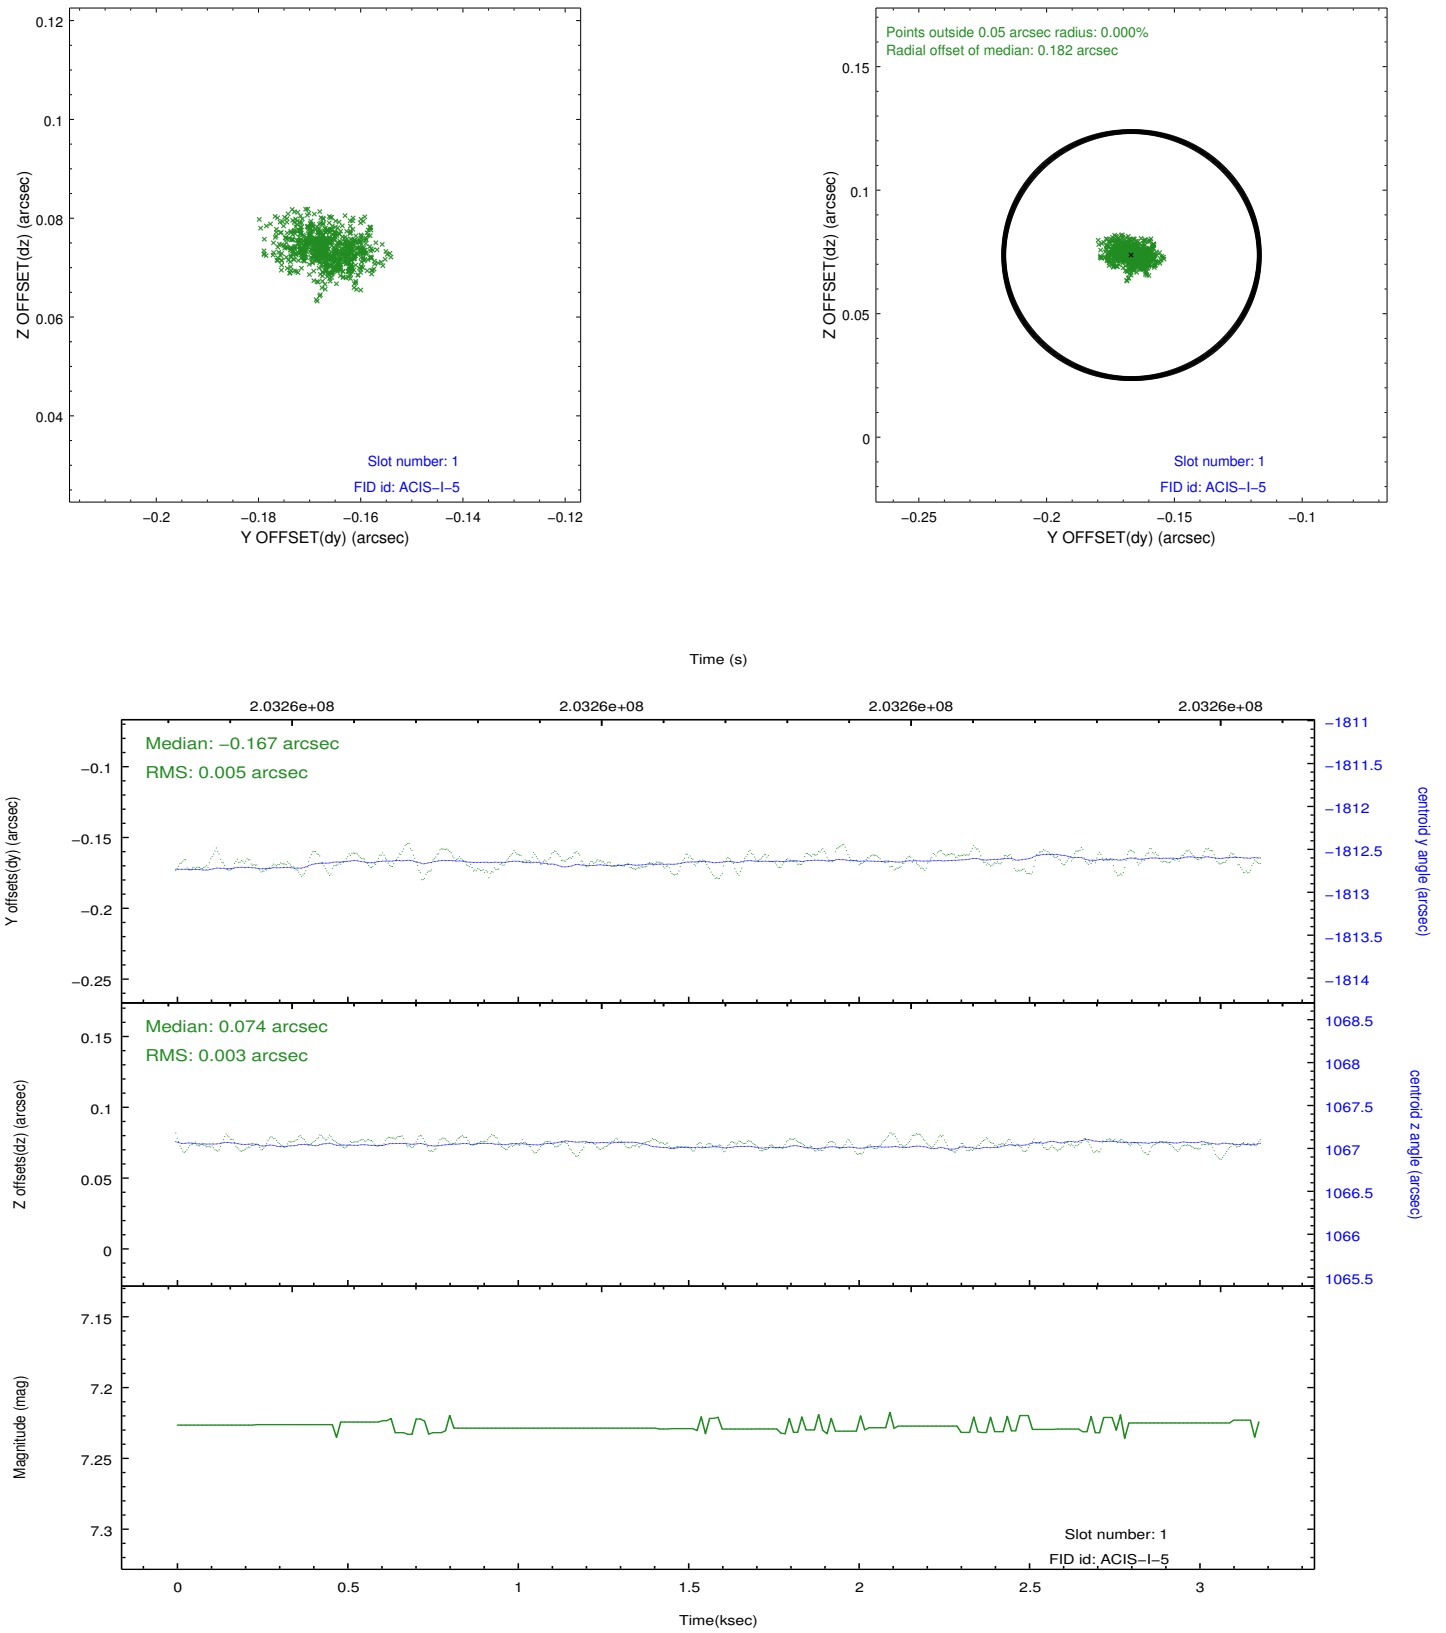 0.12
0.1
0.08
0.06
0.04
Z OFFSET(dz) (arcsec)
Slot number: 1
FID id: ACIS−I−5
−0.2
−0.18
−0.16
−0.14
−0.12
Y OFFSET(dy) (arcsec)
Points outside 0.05 arcsec radius: 0.000%
Radial offset of median: 0.182 arcsec
0.15
0.1
0.05
0
Z OFFSET(dz) (arcsec)
Slot number: 1
FID id: ACIS−I−5
−0.25
−0.2
−0.15
−0.1
Y OFFSET(dy) (arcsec)
Time (s)
2.0326e+08
2.0326e+08
2.0326e+08
2.0326e+08
Median: −0.167 arcsec
RMS: 0.005 arcsec
−0.1
−0.15
−0.2
−0.25
Y offsets(dy) (arcsec)
−1811
−1811.5
−1812
−1812.5
−1813
−1813.5
−1814
centroid y angle (arcsec)
Median: 0.074 arcsec
RMS: 0.003 arcsec
0.15
0.1
0.05
0
Z offsets(dz) (arcsec)
1068.5
1068
1067.5
1067
1066.5
1066
1065.5
centroid z angle (arcsec)
7.15
7.2
7.25
7.3
Magnitude (mag)
Slot number: 1
FID id: ACIS−I−5
0
0.5
1
1.5
2
2.5
3
Time(ksec)